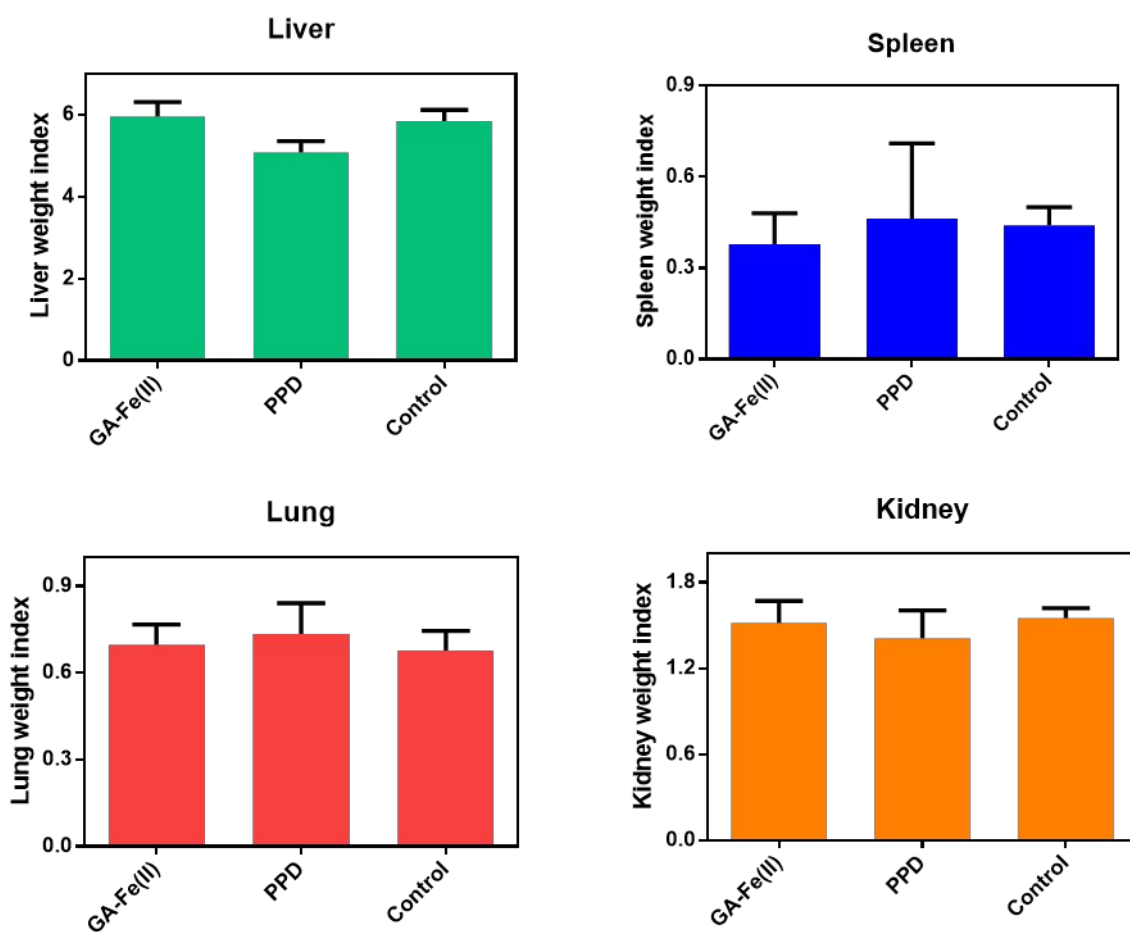 Liver
Liver weight index
6
4
2
0
GA-Fe(II)
PPD
Control
Spleen
Spleen weight index
0.9
0.6
0.3
0.0
GA-Fe(II)
PPD
Control
Lung
Lung weight index
0.9
0.6
0.3
0.0
GA-Fe(II)
PPD
Control
Kidney
Kidney weight index
1.8
1.2
0.6
0.0
GA-Fe(II)
PPD
Control